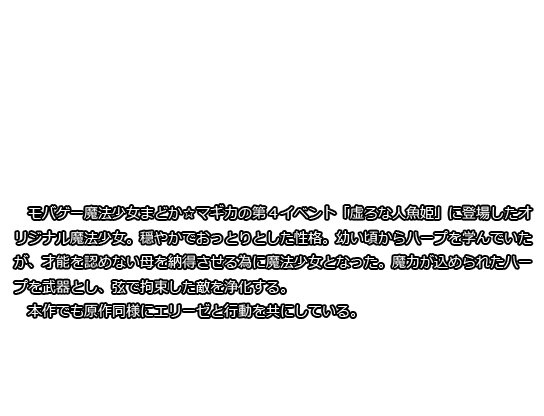 モバゲー魔法少女まどか☆マギカの第４イベント「虚ろな人魚姫」に登場したオ
リジナル魔法少女。穏やかでおっとりとした性格。幼い頃からハープを学んでいた
が、才能を認めない母を納得させる為に魔法少女となった。魔力が込められたハー
プを武器とし、弦で拘束した敵を浄化する。
　本作でも原作同様にエリーゼと行動を共にしている。